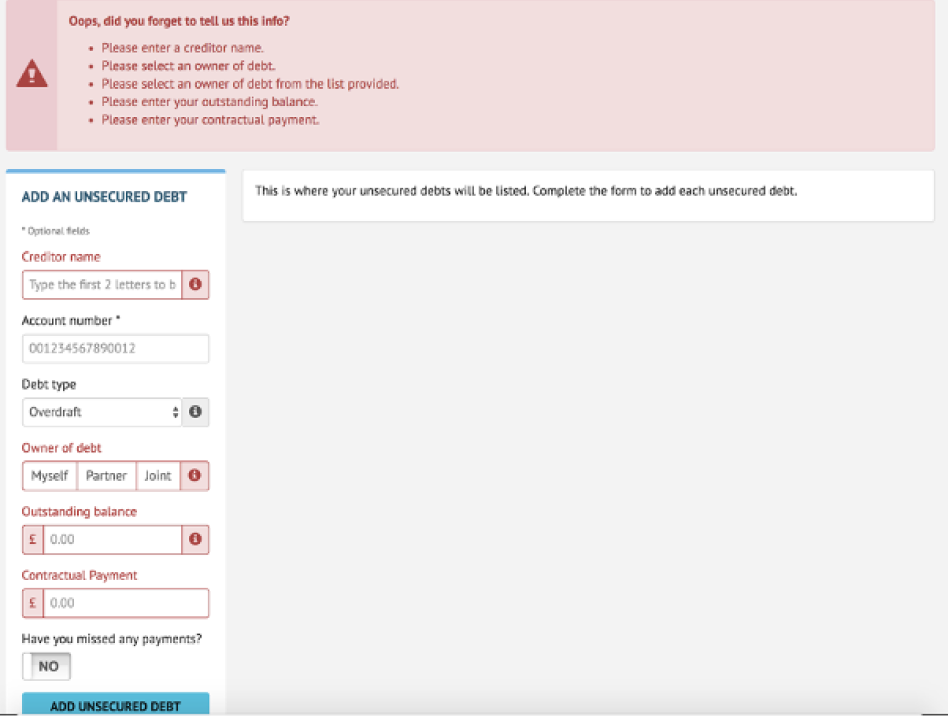 Oops, did you forget to tell us this info?
• Please enter a creditor name.
• Please select an owner of debt.
• Please select an owner of debt from the list provided.
• Please enter your outstanding balance.
• Please enter your contractual payment.
ADD AN UNSECURED DEBT
This is where your unsecured debts will be listed. Complete the form to add each unsecured debt.
* Optional fields
Creditor name
Type the first 2 letters to b
Account number *
001234567890012
Debt type
Overdraft
Owner of debt
Myself Partner Joint
Outstanding balance
£ 0.00
Contractual Payment
£ 0.00
Have you missed any payments?
NO
ADD UNSECURED DEBT